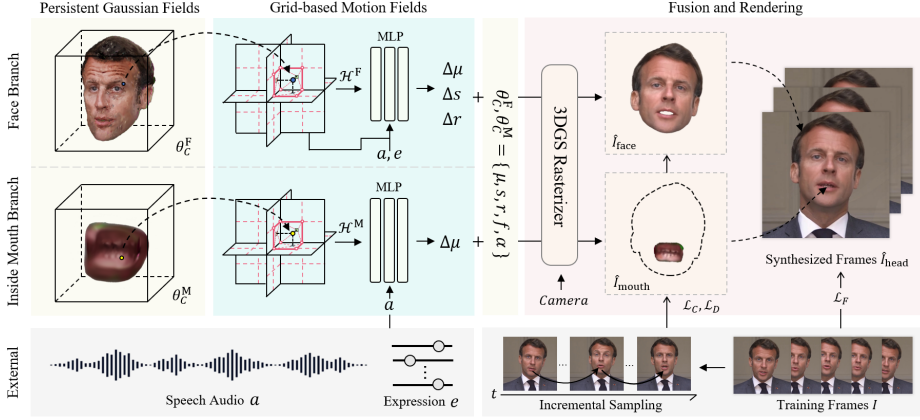 Persistent Gaussian Fields
Grid-based Motion Fields
Fusion and Rendering
Face Branch
θ_C^F
ℋ^F
MLP
a, e
Δμ
Δs
Δr
+
θ_C^F, θ_C^M = {μ, s, r, f, α}
3DGS Rasterizer
Camera
Î_face
Inside Mouth Branch
θ_C^M
ℋ^M
MLP
a
Δμ
+
Î_mouth
Synthesized Frames Î_head
ℒ_C, ℒ_D
ℒ_F
External
Speech Audio a
Expression e
t
... ...
Incremental Sampling
Training Frames I